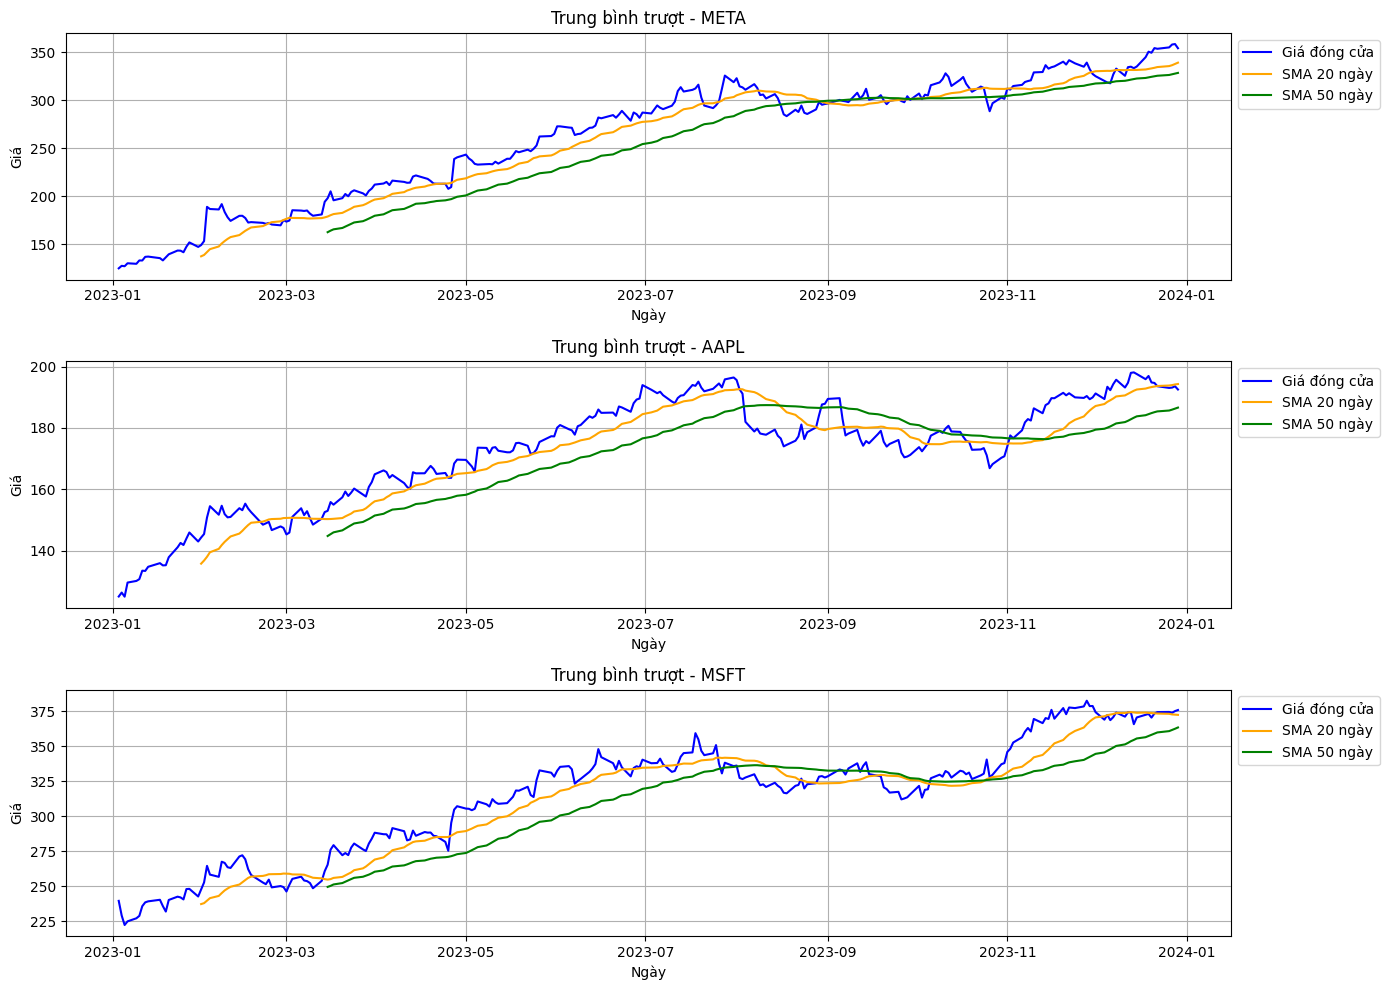 Trung bình trượt - META
350
300
250
200
150
Giá
2023-01
2023-03
2023-05
2023-07
2023-09
2023-11
2024-01
Ngày
Giá đóng cửa
SMA 20 ngày
SMA 50 ngày
Trung bình trượt - AAPL
200
180
160
140
Giá
2023-01
2023-03
2023-05
2023-07
2023-09
2023-11
2024-01
Ngày
Giá đóng cửa
SMA 20 ngày
SMA 50 ngày
Trung bình trượt - MSFT
375
350
325
300
275
250
225
Giá
2023-01
2023-03
2023-05
2023-07
2023-09
2023-11
2024-01
Ngày
Giá đóng cửa
SMA 20 ngày
SMA 50 ngày